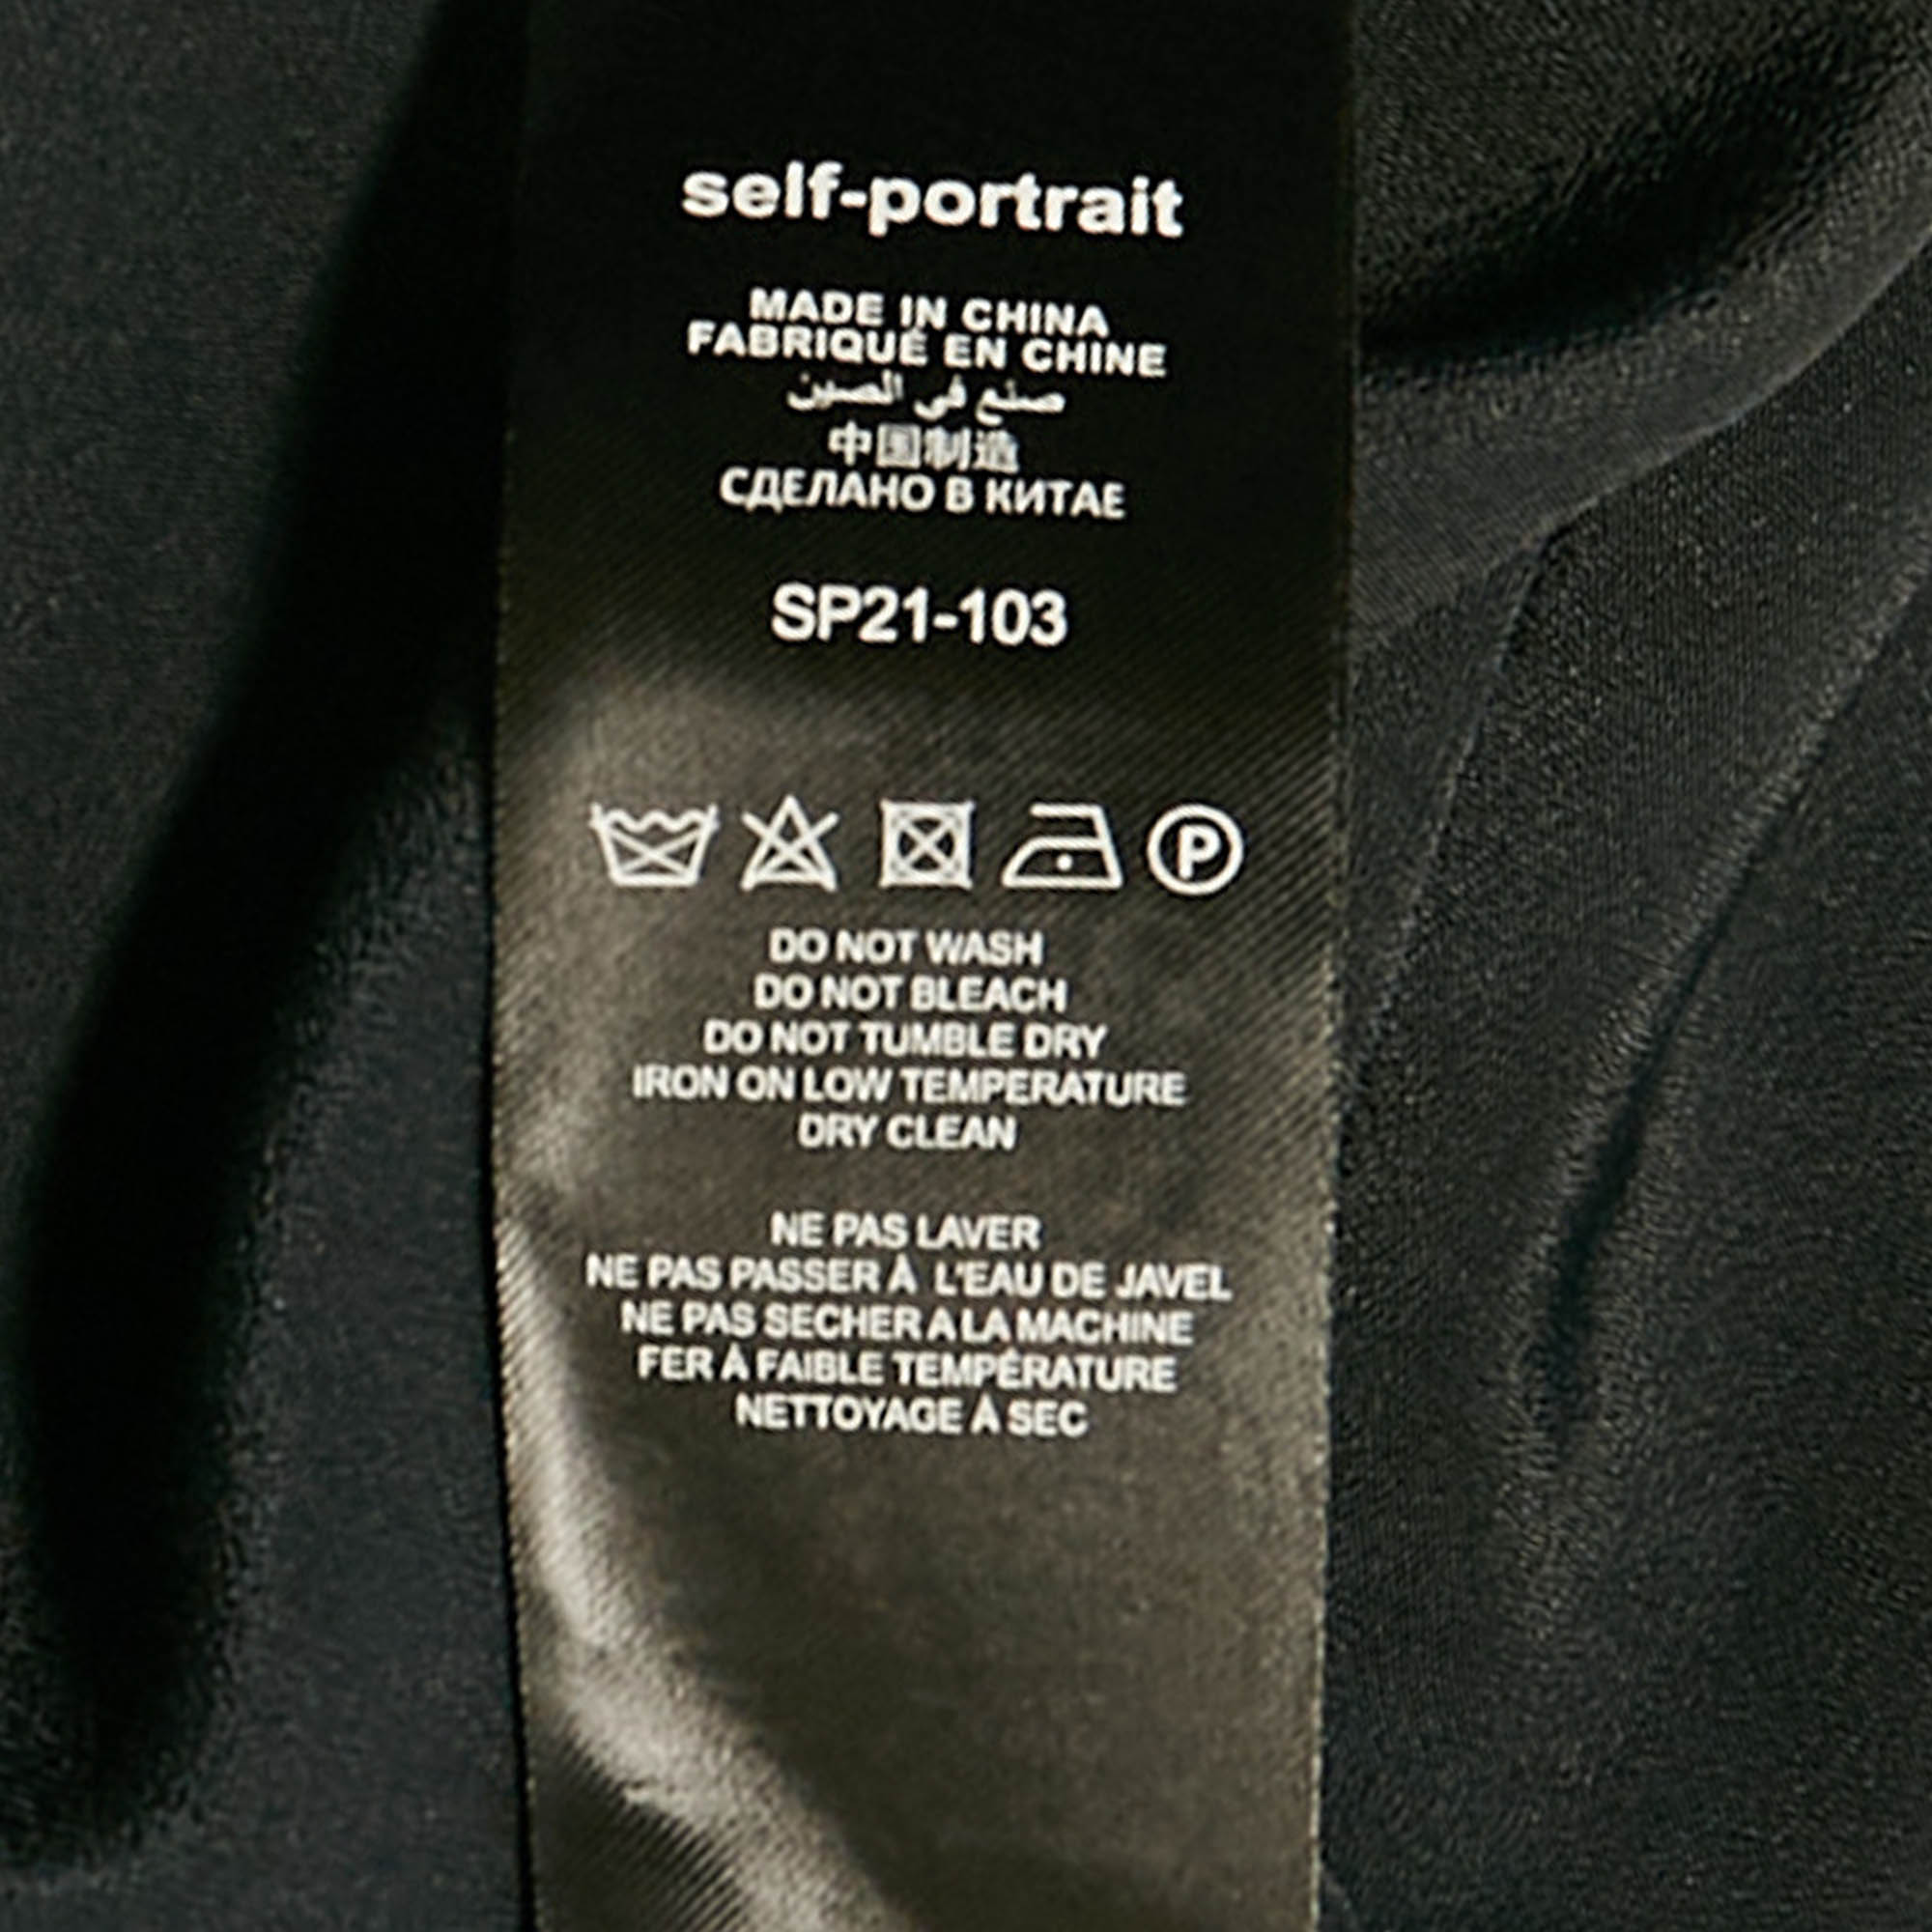 self-portrait
MADE IN CHINA
FABRIQUÉ EN CHINE
صنع في الصين
中国制造
СДЕЛАНО В КИТАЕ
SP21-103
P
DO NOT WASH
DO NOT BLEACH
DO NOT TUMBLE DRY
IRON ON LOW TEMPERATURE
DRY CLEAN
NE PAS LAVER
NE PAS PASSER À L'EAU DE JAVEL
NE PAS SECHER A LA MACHINE
FER À FAIBLE TEMPÉRATURE
NETTOYAGE À SEC